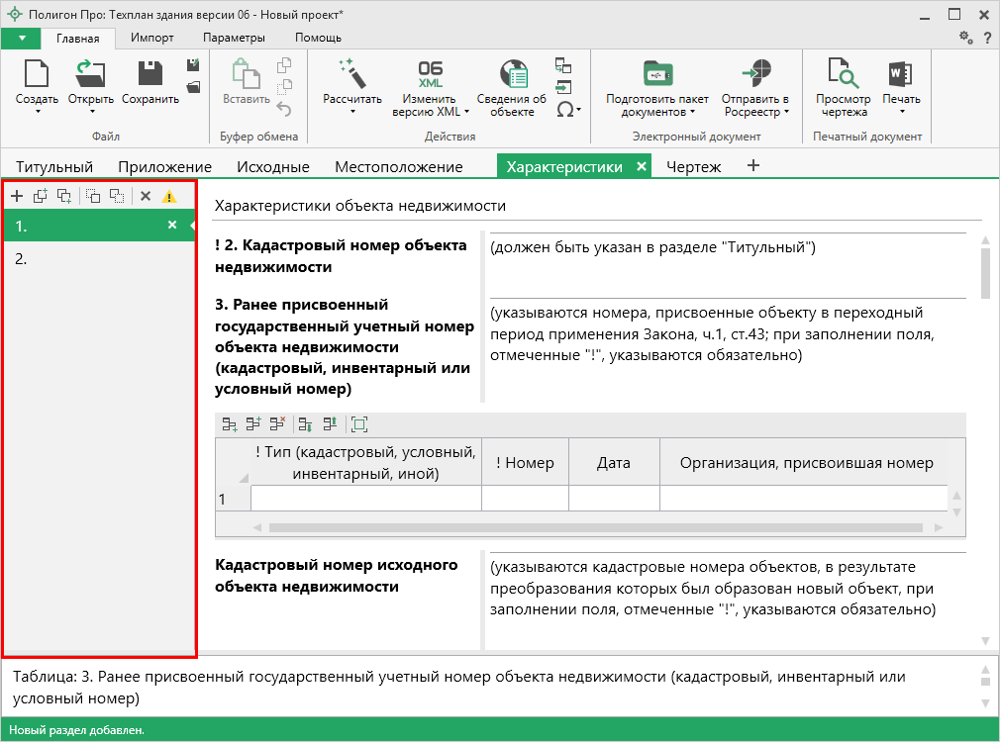 Полигон Про: Техплан здания версии 06 - Новый проект*
Главная Импорт Параметры Помощь
?
Создать Открыть Сохранить
Файл
Вставить
Буфер обмена
Рассчитать
06 XML
Изменить версию XML
Сведения об объекте
Ω
Действия
Подготовить пакет документов
Отправить в Росреестр
Электронный документ
Просмотр чертежа
W
Печать
Печатный документ
Титульный Приложение Исходные Местоположение Характеристики Чертеж
1.
2.
Характеристики объекта недвижимости
! 2. Кадастровый номер объекта
недвижимости
(должен быть указан в разделе "Титульный")
3. Ранее присвоенный
государственный учетный номер
объекта недвижимости
(кадастровый, инвентарный или
условный номер)
(указываются номера, присвоенные объекту в переходный
период применения Закона, ч.1, ст.43; при заполнении поля,
отмеченные "!", указываются обязательно)
! Тип (кадастровый, условный,
инвентарный, иной)
! Номер
Дата
Организация, присвоившая номер
1
Кадастровый номер исходного
объекта недвижимости
(указываются кадастровые номера объектов, в результате
преобразования которых был образован новый объект, при
заполнении поля, отмеченные "!", указываются обязательно)
Таблица: 3. Ранее присвоенный государственный учетный номер объекта недвижимости (кадастровый, инвентарный или
условный номер)
Новый раздел добавлен.